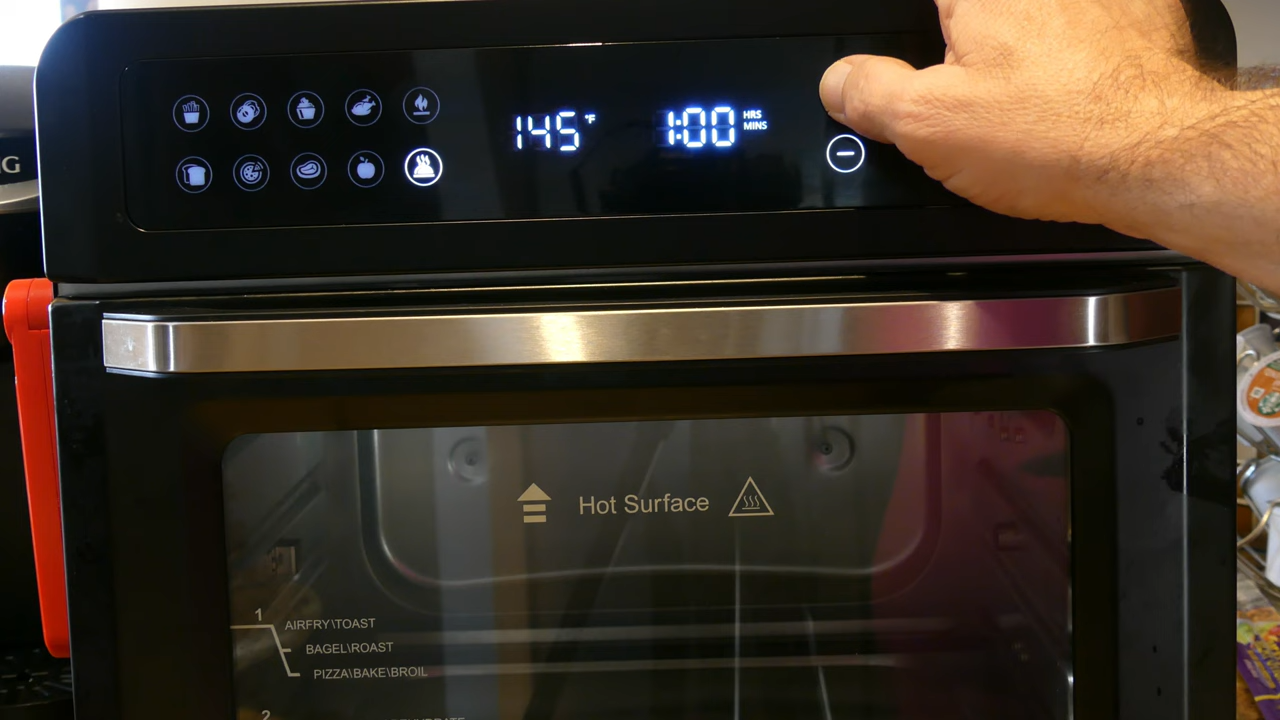 145 °F
1:00 HRS
MINS
Hot Surface
1
AIRFRY\TOAST
BAGEL\ROAST
PIZZA\BAKE\BROIL
2